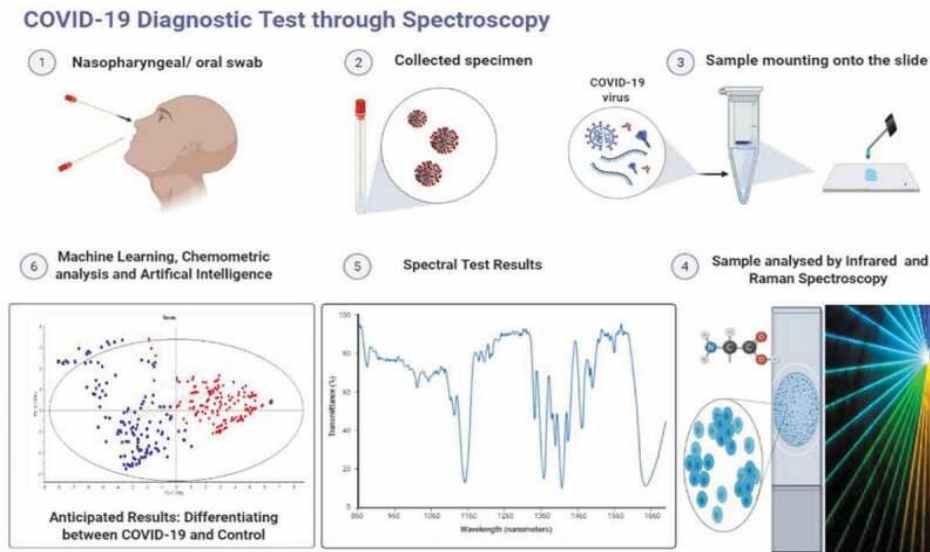 COVID-19 Diagnostic Test through Spectroscopy
1 Nasopharyngeal/ oral swab
2 Collected specimen
COVID-19
virus
3 Sample mounting onto the slide
6 Machine Learning, Chemometric
analysis and Artifical Intelligence
Scores
Anticipated Results: Differentiating
between COVID-19 and Control
5 Spectral Test Results
Transmittance (%)
100
80
60
40
20
0
860 960 1060 1160 1260 1360 1460 1560 1660
Wavelength (nanometers)
4 Sample analysed by Infrared and
Raman Spectroscopy
N C C O O